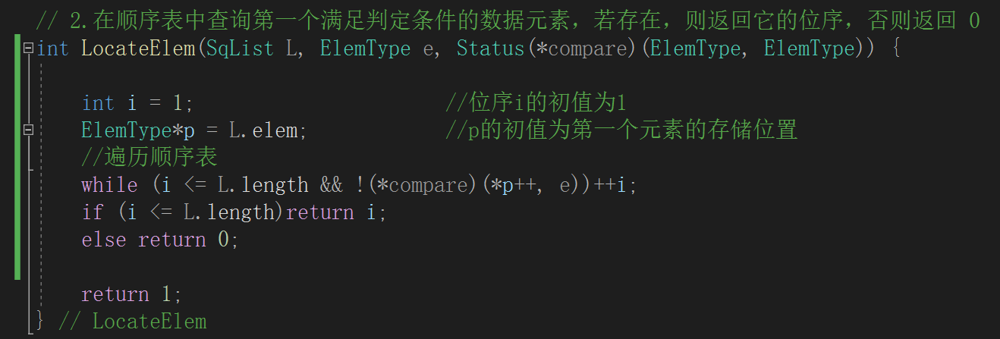 // 2.在顺序表中查询第一个满足判定条件的数据元素，若存在，则返回它的位序，否则返回 0
int LocateElem(SqList L, ElemType e, Status(*compare)(ElemType, ElemType)) {
int i = 1; //位序i的初值为1
ElemType*p = L.elem; //p的初值为第一个元素的存储位置
//遍历顺序表
while (i <= L.length && !(*compare)(*p++, e))++i;
if (i <= L.length)return i;
else return 0;
return 1;
} // LocateElem